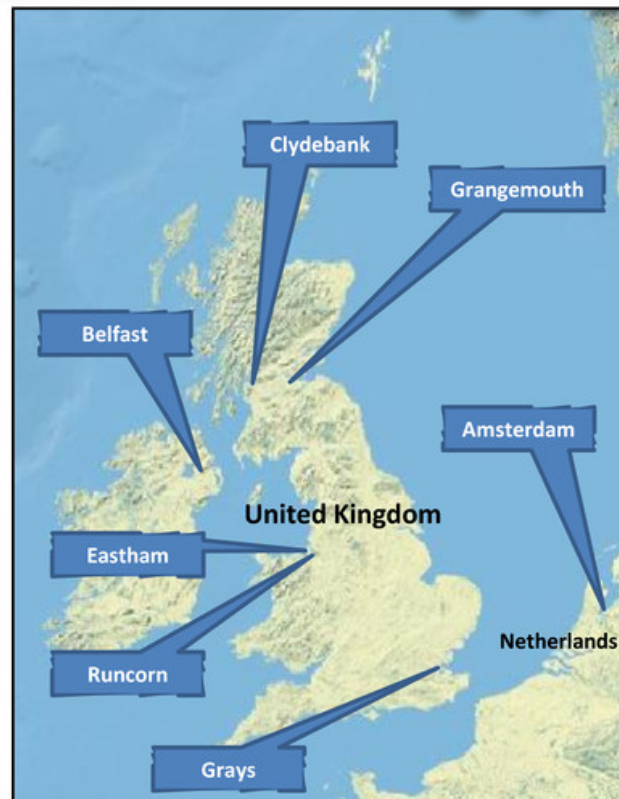 Clydebank
Grangemouth
Belfast
Amsterdam
United Kingdom
Eastham
Netherlands
Runcorn
Grays